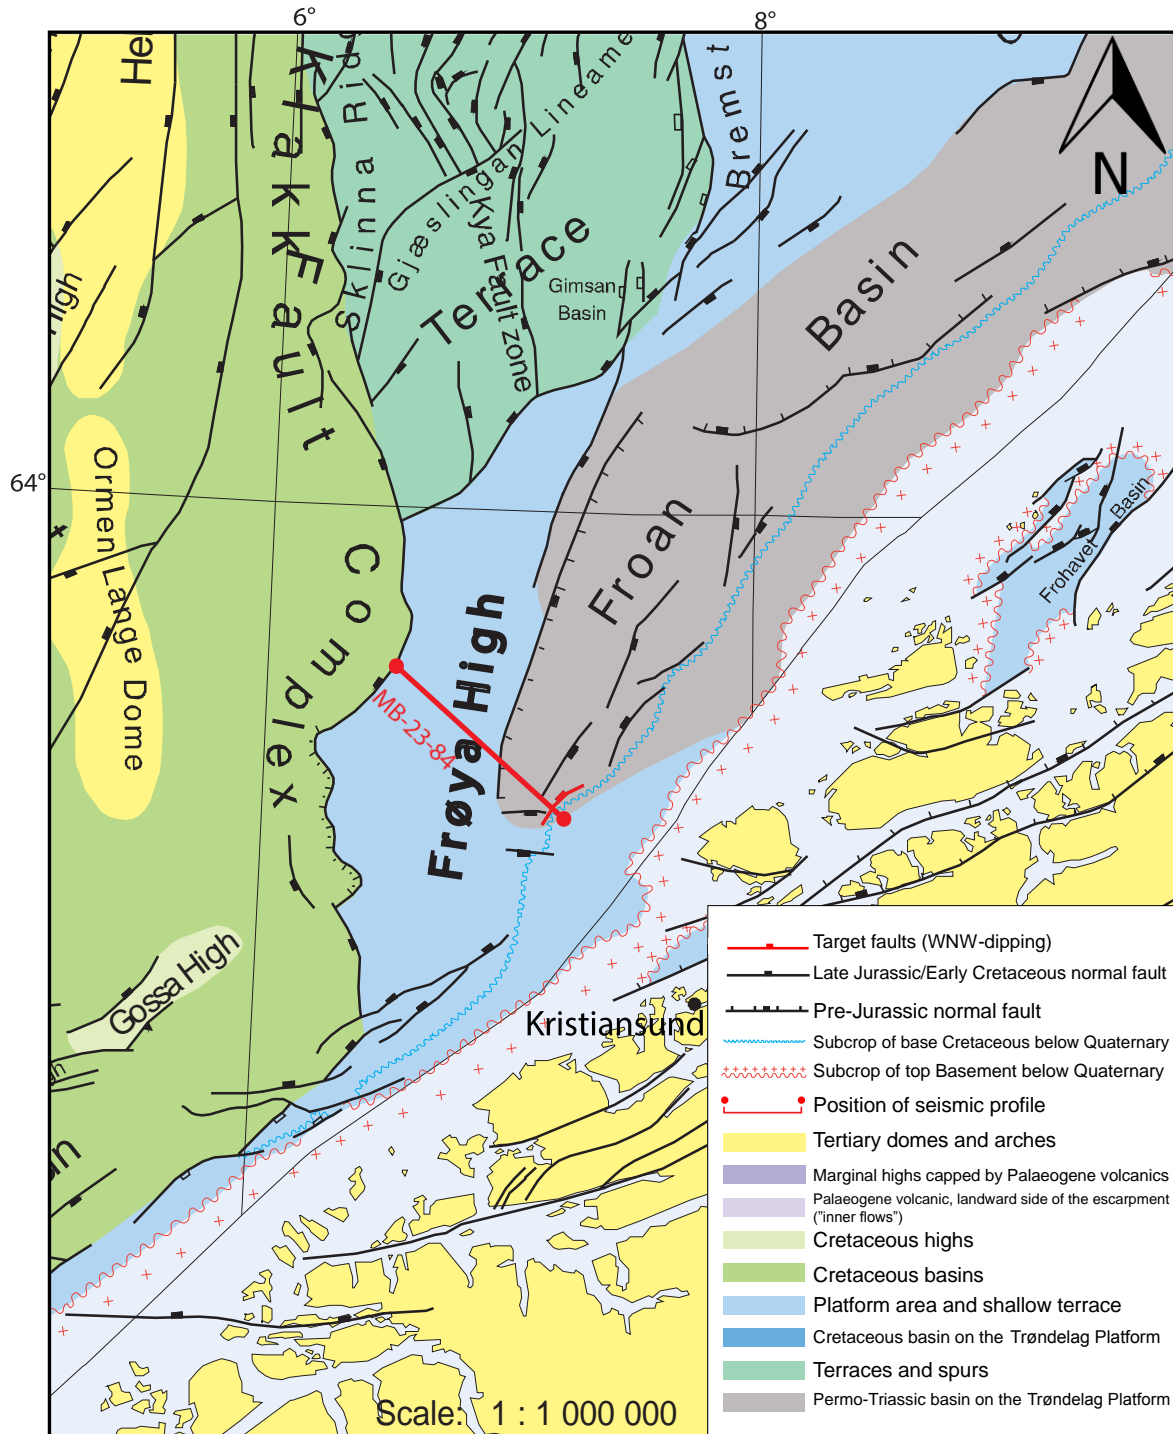 6°
8°
He
Klakk Fault
Complex
Sklinna Rid
Gjæslingan Lineame
Kya Fault zone
Terrace
Gimsan
Basin
Bremst
N
High
Basin
Froan
64°
Ormen Lange Dome
Frohavet
Basin
MB-23-84
Frøya High
Gossa High
Kristiansund
Target faults (WNW-dipping)
Late Jurassic/Early Cretaceous normal fault
Pre-Jurassic normal fault
Subcrop of base Cretaceous below Quaternary
Subcrop of top Basement below Quaternary
Position of seismic profile
Tertiary domes and arches
Marginal highs capped by Palaeogene volcanics
Palaeogene volcanic, landward side of the escarpment
("inner flows")
Cretaceous highs
Cretaceous basins
Platform area and shallow terrace
Cretaceous basin on the Trøndelag Platform
Terraces and spurs
Permo-Triassic basin on the Trøndelag Platform
Scale: 1 : 1 000 000